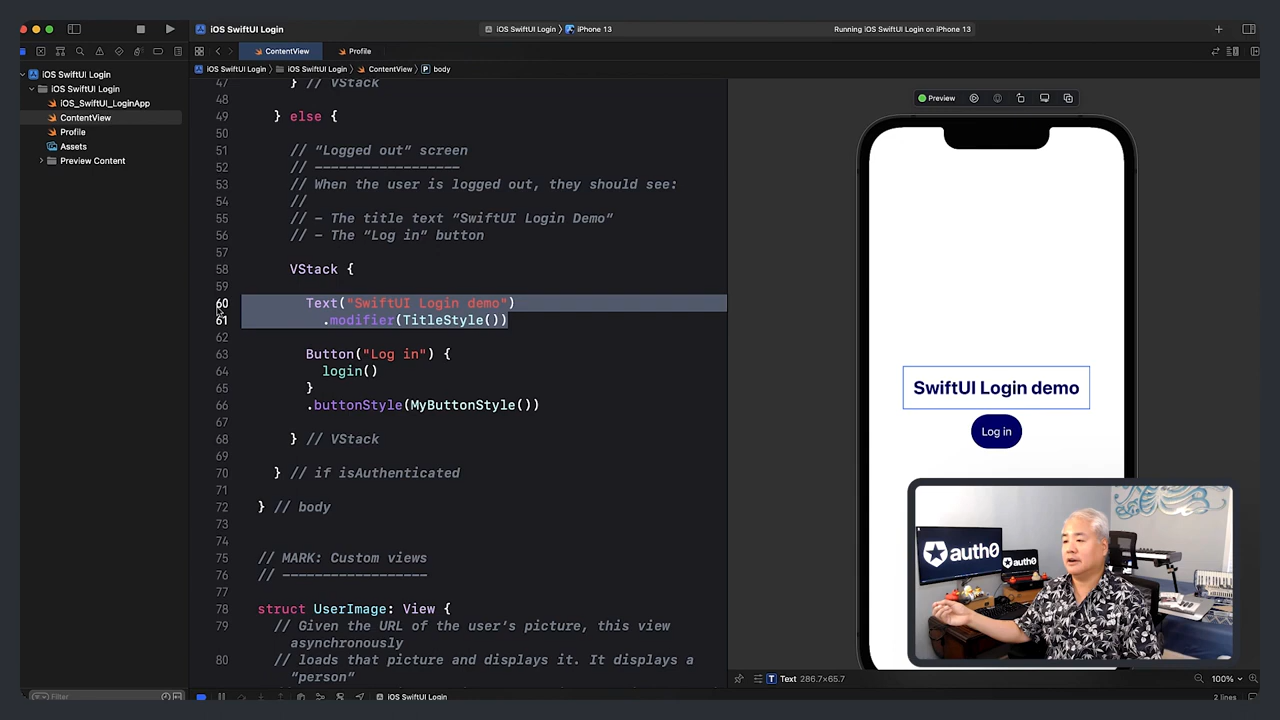 iOS SwiftUI Login
iOS SwiftUI Login
iPhone 13
Running iOS SwiftUI Login on iPhone 13
ContentView
Profile
iOS SwiftUI Login
iOS SwiftUI Login
ContentView
P body
iOS SwiftUI Login
iOS SwiftUI Login
iOS_SwiftUI_LoginApp
ContentView
Profile
Assets
Preview Content
47 } // VStack
48
49 } else {
50
51 // “Logged out” screen
52 // ------------------
53 // When the user is logged out, they should see:
54 //
55 // - The title text “SwiftUI Login Demo”
56 // - The “Log in” button
57
58 VStack {
59
60 Text("SwiftUI Login demo")
61 .modifier(TitleStyle())
62
63 Button("Log in") {
64 login()
65 }
66 .buttonStyle(MyButtonStyle())
67
68 } // VStack
69
70 } // if isAuthenticated
71
72 } // body
73
74
75 // MARK: Custom views
76 // ------------------
77
78 struct UserImage: View {
79 // Given the URL of the user’s picture, this view
asynchronously
80 // loads that picture and displays it. It displays a
“person”
Preview
SwiftUI Login demo
Log in
auth0
auth0
T Text 286.7x65.7
100%
Filter
iOS SwiftUI Login
2 lines